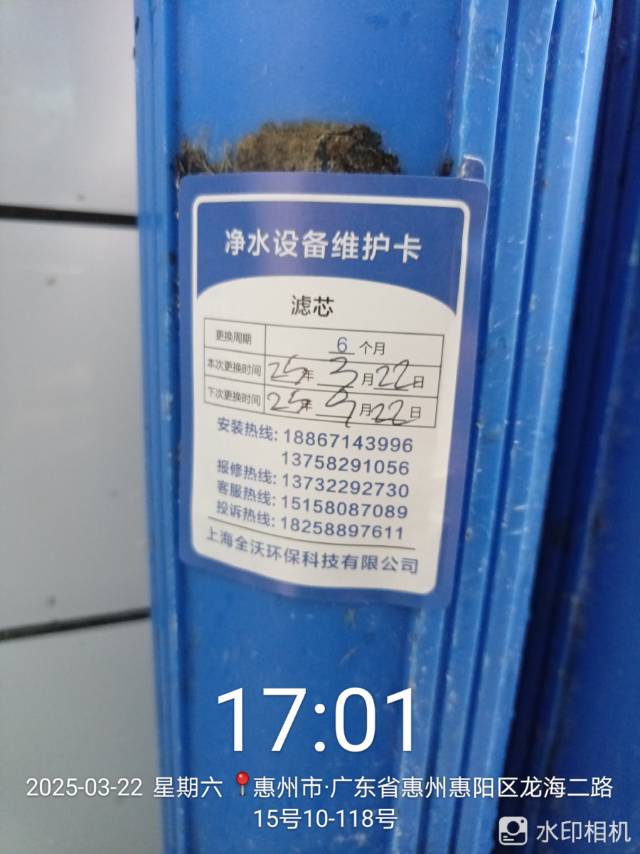 净水设备维护卡
滤芯
更换周期 6 个月
本次更换时间 25年 3月22日
下次更换时间 25年 9月22日
安装热线: 18867143996
13758291056
报修热线: 13732292730
客服热线: 15158087089
投诉热线: 18258897611
上海全沃环保科技有限公司
17:01
2025-03-22 星期六 惠州市·广东省惠州惠阳区龙海二路
15号10-118号
水印相机